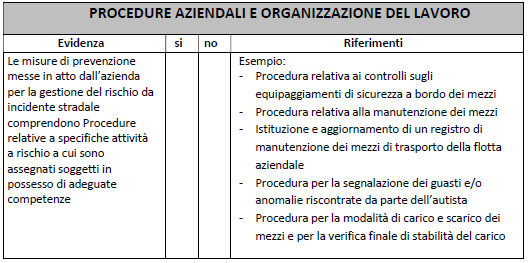 PROCEDURE AZIENDALI E ORGANIZZAZIONE DEL LAVORO
Evidenza si no Riferimenti
Le misure di prevenzione
messe in atto dall’azienda
per la gestione del rischio da
incidente stradale
comprendono Procedure
relative a specifiche attività
a rischio a cui sono
assegnati soggetti in
possesso di adeguate
competenze
Esempio:
- Procedura relativa ai controlli sugli
equipaggiamenti di sicurezza a bordo dei mezzi
- Procedura relativa alla manutenzione dei mezzi
- Istituzione e aggiornamento di un registro di
manutenzione dei mezzi di trasporto della flotta
aziendale
- Procedura per la segnalazione dei guasti e/o
anomalie riscontrate da parte dell’autista
- Procedura per la modalità di carico e scarico dei
mezzi e per la verifica finale di stabilità del carico